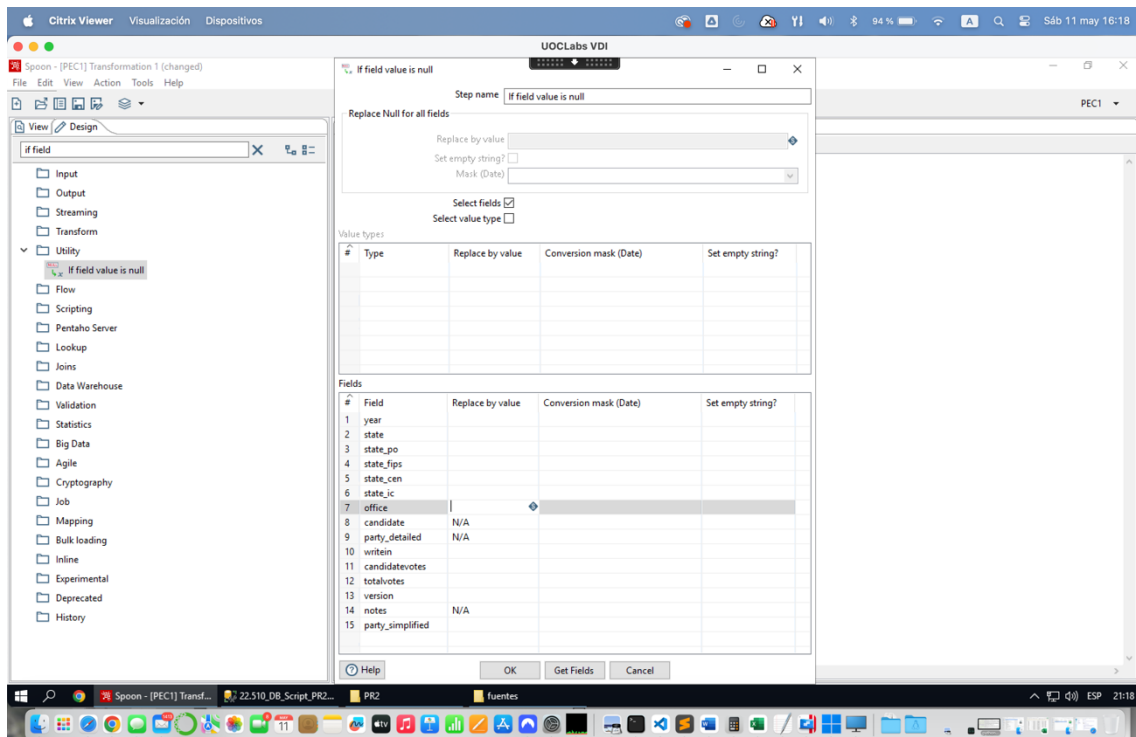 Citrix Viewer Visualización Dispositivos 94 % A Sáb 11 may 16:18
UOCLabs VDI
Spoon - [PEC1] Transformation 1 (changed)
File Edit View Action Tools Help
PEC1
View Design
if field
Input
Output
Streaming
Transform
Utility
If field value is null
Flow
Scripting
Pentaho Server
Lookup
Joins
Data Warehouse
Validation
Statistics
Big Data
Agile
Cryptography
Job
Mapping
Bulk loading
Inline
Experimental
Deprecated
History
If field value is null
Step name If field value is null
Replace Null for all fields
Replace by value
Set empty string?
Mask (Date)
Select fields
Select value type
Value types
# Type Replace by value Conversion mask (Date) Set empty string?
Fields
# Field Replace by value Conversion mask (Date) Set empty string?
1 year
2 state
3 state_po
4 state_fips
5 state_cen
6 state_ic
7 office
8 candidate N/A
9 party_detailed N/A
10 writein
11 candidatevotes
12 totalvotes
13 version
14 notes N/A
15 party_simplified
Help OK Get Fields Cancel
Spoon - [PEC1] Transf... 22.510_DB_Script_PR2... PR2 fuentes ESP 21:18